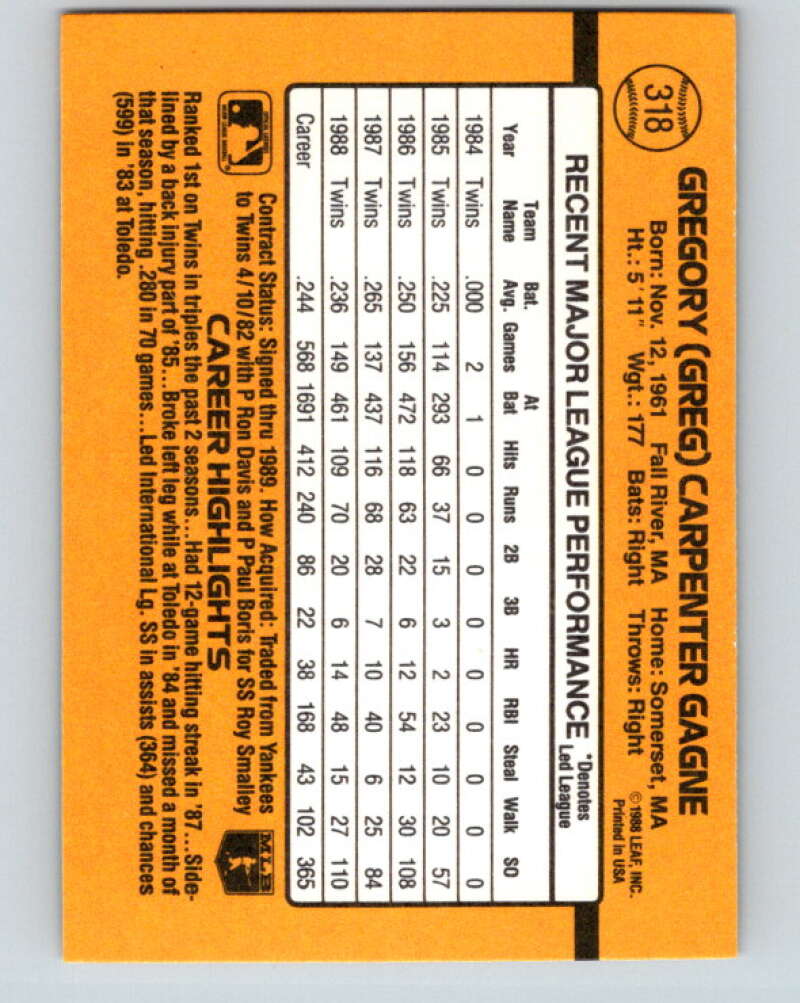 318
GREGORY (GREG) CARPENTER GAGNE
Born: Nov. 12, 1961 Fall River, MA Home: Somerset, MA
Ht.: 5'11" Wgt.: 177 Bats: Right Throws: Right
©1988 LEAF, INC.
Printed in USA
RECENT MAJOR LEAGUE PERFORMANCE *Denotes Led League
Year Team Name Bat. Avg. Games At Bat Hits Runs 2B 3B HR RBI Steal Walk SO
1984 Twins .000 2 1 0 0 0 0 0 0 0 0 0
1985 Twins .225 114 293 66 37 15 3 2 23 10 20 57
1986 Twins .250 156 472 118 63 22 6 12 54 12 30 108
1987 Twins .265 137 437 116 68 28 7 10 40 6 25 84
1988 Twins .236 149 461 109 70 20 6 14 48 15 27 110
Career .244 568 1691 412 240 86 22 38 168 43 102 365
Contract Status: Signed thru 1989. How Acquired: Traded from Yankees
to Twins 4/10/82 with P Ron Davis and P Paul Boris for SS Roy Smalley
MLB
CAREER HIGHLIGHTS
Ranked 1st on Twins in triples the past 2 seasons...Had 12-game hitting streak in '87...Side-
lined by a back injury part of '85...Broke left leg while at Toledo in '84 and missed a month of
that season, hitting .280 in 70 games...Led International Lg. SS in assists (364) and chances
(599) in '83 at Toledo.